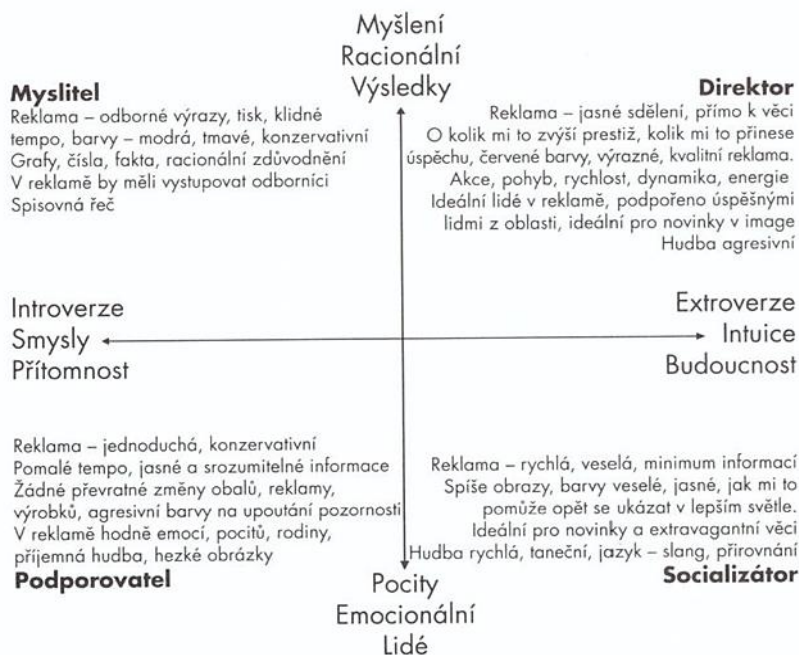 Myšlení
Racionální
Výsledky
Myslitel
Reklama – odborné výrazy, tisk, klidné
tempo, barvy – modrá, tmavé, konzervativní
Grafy, čísla, fakta, racionální zdůvodnění
V reklamě by měli vystupovat odborníci
Spisovná řeč
Direktor
Reklama – jasné sdělení, přímo k věci
O kolik mi to zvýší prestiž, kolik mi to přinese
úspěchu, červené barvy, výrazné, kvalitní reklama.
Akce, pohyb, rychlost, dynamika, energie
Ideální lidé v reklamě, podpořeno úspěšnými
lidmi z oblasti, ideální pro novinky v image
Hudba agresivní
Introverze
Smysly
Přítomnost
Extroverze
Intuice
Budoucnost
Reklama – jednoduchá, konzervativní
Pomalé tempo, jasné a srozumitelné informace
Žádné převratné změny obalů, reklamy,
výrobků, agresivní barvy na upoutání pozornosti
V reklamě hodně emocí, pocitů, rodiny,
příjemná hudba, hezké obrázky
Podporovatel
Reklama – rychlá, veselá, minimum informací
Spíše obrazy, barvy veselé, jasné, jak mi to
pomůže opět se ukázat v lepším světle.
Ideální pro novinky a extravagantní věci
Hudba rychlá, taneční, jazyk – slang, přirovnání
Socializátor
Pocity
Emocionální
Lidé